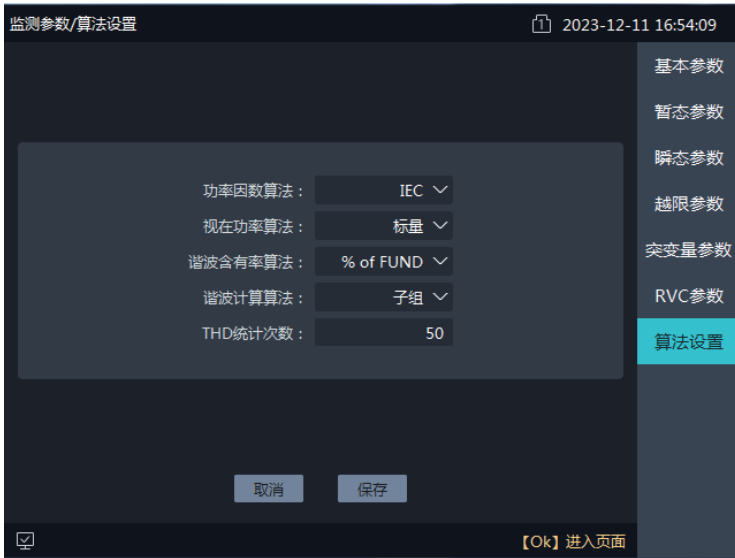 监测参数/算法设置
1 2023-12-11 16:54:09
基本参数
暂态参数
瞬态参数
越限参数
突变量参数
RVC参数
算法设置
功率因数算法： IEC
视在功率算法： 标量
谐波含有率算法： % of FUND
谐波计算算法： 子组
THD统计次数： 50
取消 保存
【Ok】进入页面